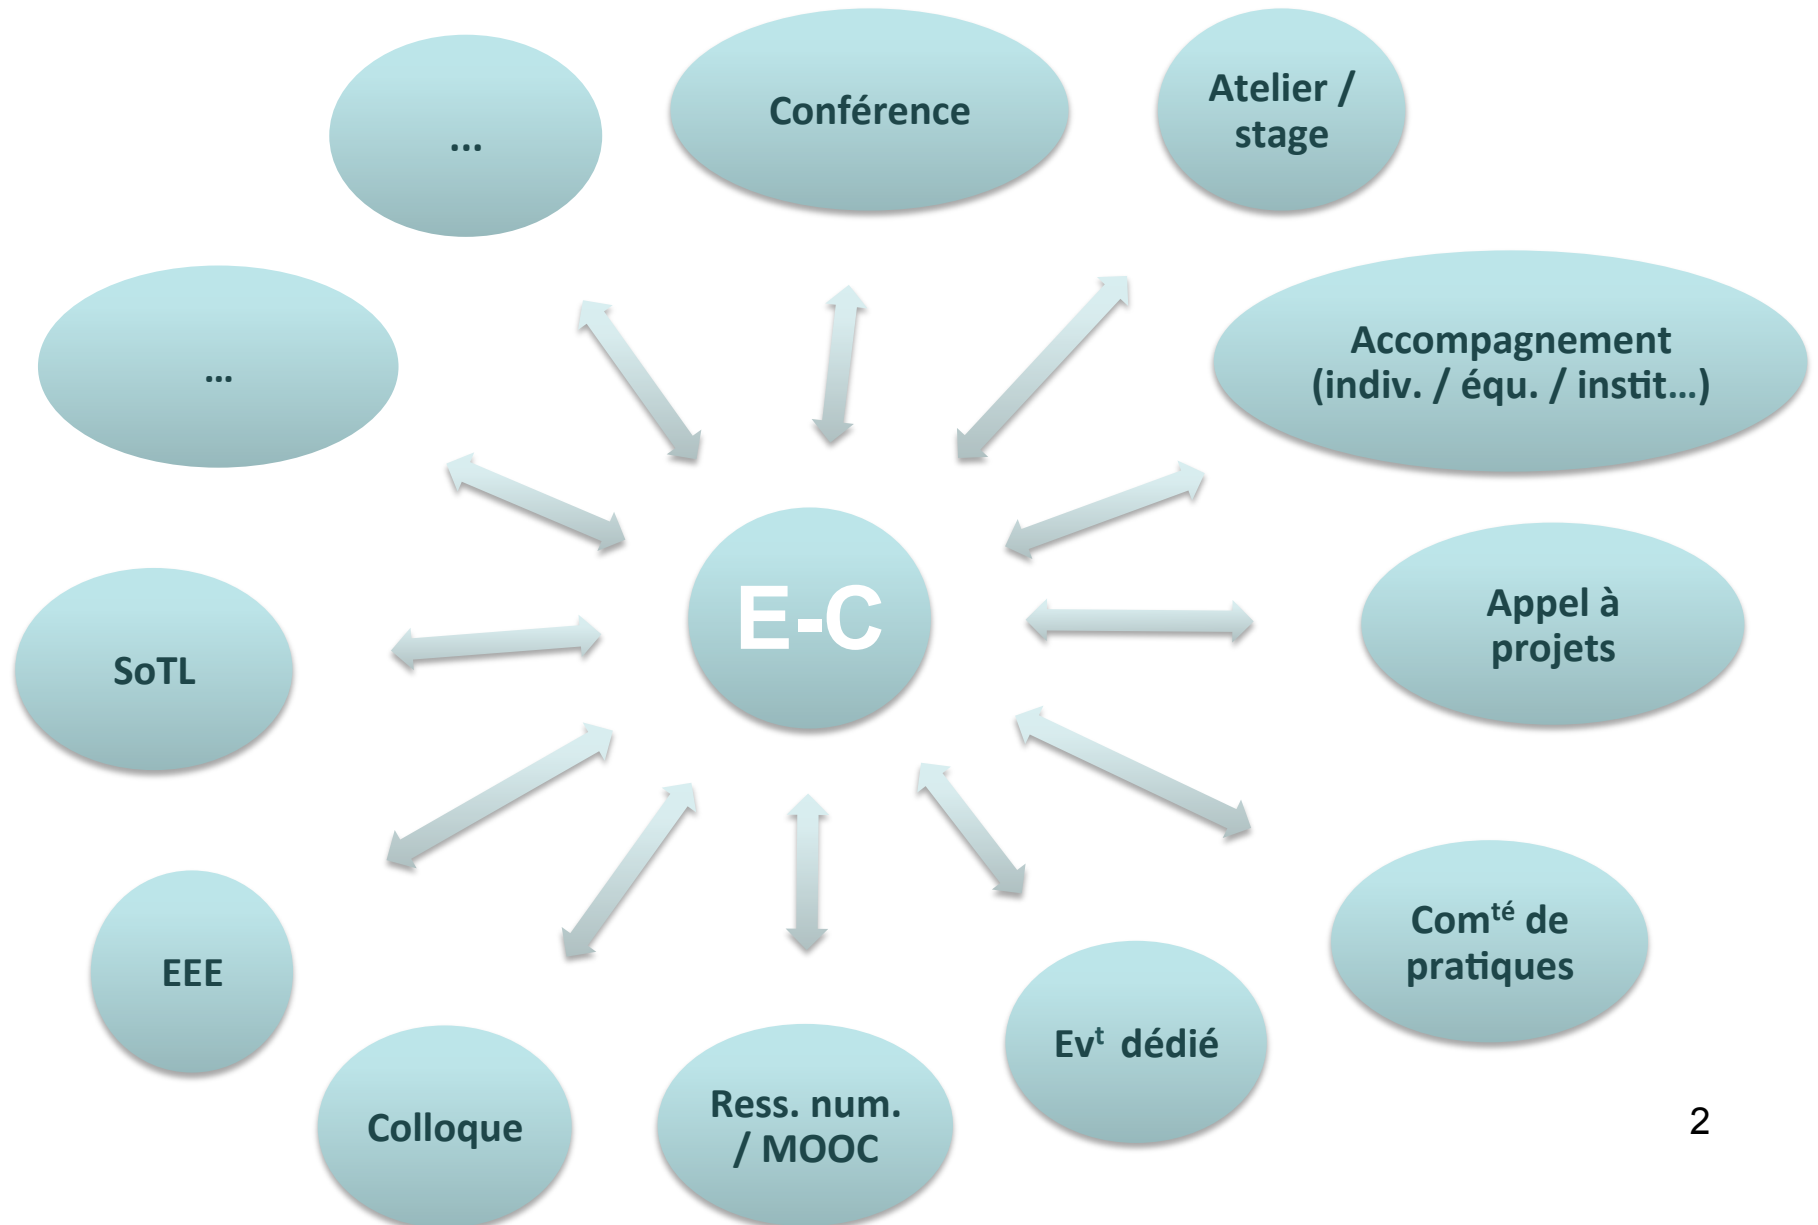 ...
Conférence
Atelier /
stage
...
Accompagnement
(indiv. / équ. / instit...)
E-C
Appel à
projets
SoTL
EEE
Comté de
pratiques
Evt dédié
Colloque
Ress. num.
/ MOOC
2